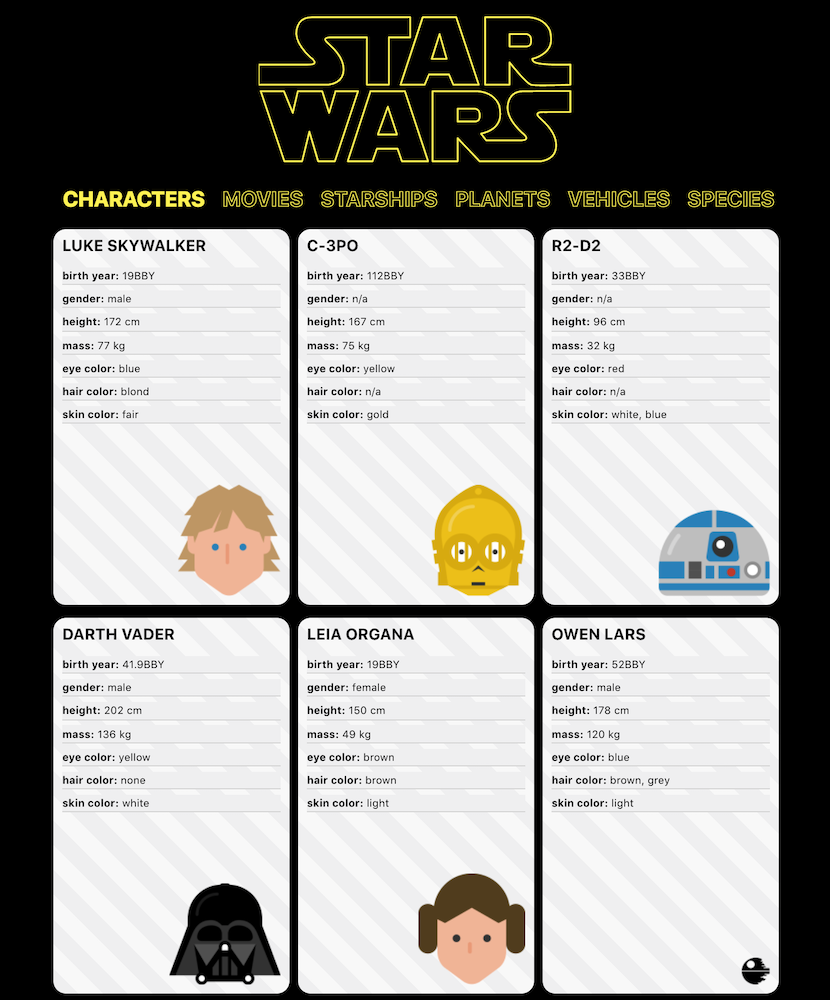 STAR
WARS
CHARACTERS MOVIES STARSHIPS PLANETS VEHICLES SPECIES
LUKE SKYWALKER
birth year: 19BBY
gender: male
height: 172 cm
mass: 77 kg
eye color: blue
hair color: blond
skin color: fair
C-3PO
birth year: 112BBY
gender: n/a
height: 167 cm
mass: 75 kg
eye color: yellow
hair color: n/a
skin color: gold
R2-D2
birth year: 33BBY
gender: n/a
height: 96 cm
mass: 32 kg
eye color: red
hair color: n/a
skin color: white, blue
DARTH VADER
birth year: 41.9BBY
gender: male
height: 202 cm
mass: 136 kg
eye color: yellow
hair color: none
skin color: white
LEIA ORGANA
birth year: 19BBY
gender: female
height: 150 cm
mass: 49 kg
eye color: brown
hair color: brown
skin color: light
OWEN LARS
birth year: 52BBY
gender: male
height: 178 cm
mass: 120 kg
eye color: blue
hair color: brown, grey
skin color: light